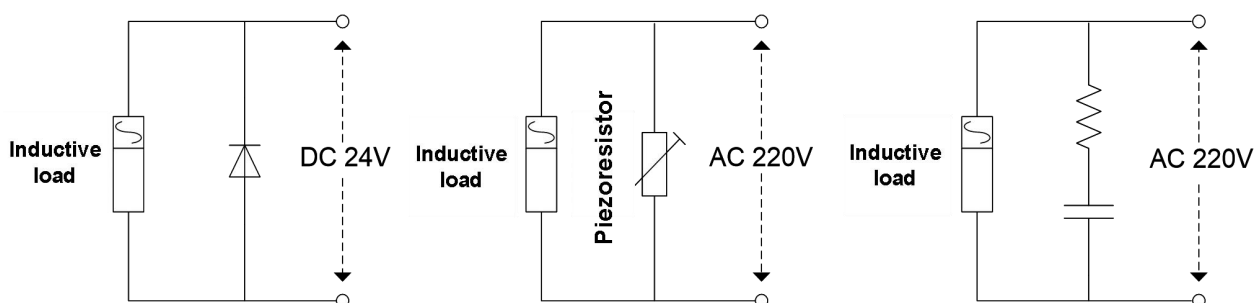 Inductive
load
DC 24V
Inductive
load
Piezoresistor
AC 220V
Inductive
load
AC 220V